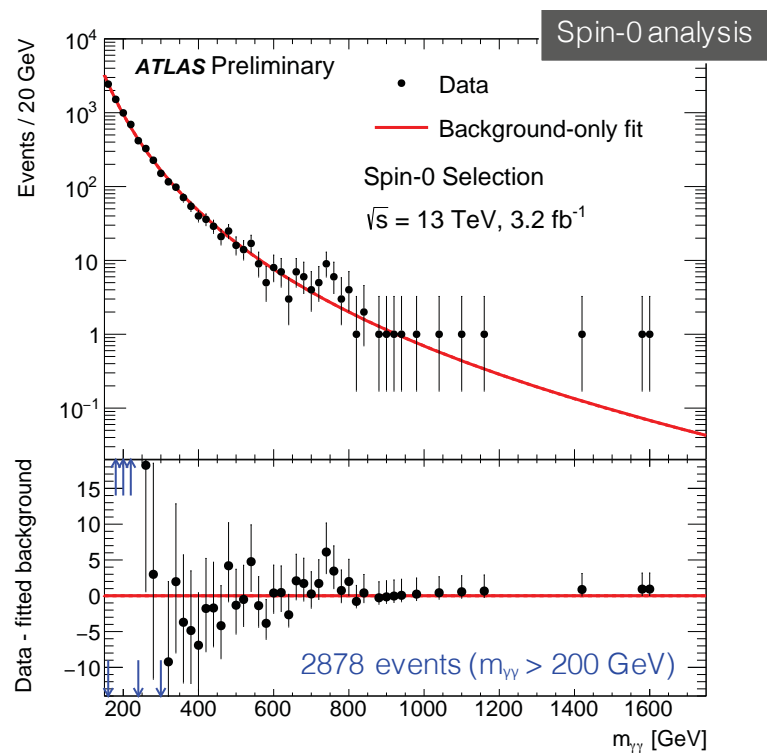 Spin-0 analysis
ATLAS Preliminary
Data
Background-only fit
Spin-0 Selection
√s = 13 TeV, 3.2 fb⁻¹
Events / 20 GeV
10⁴
10³
10²
10
1
10⁻¹
Data - fitted background
15
10
5
0
−5
−10
2878 events (mγγ > 200 GeV)
200 400 600 800 1000 1200 1400 1600
mγγ [GeV]